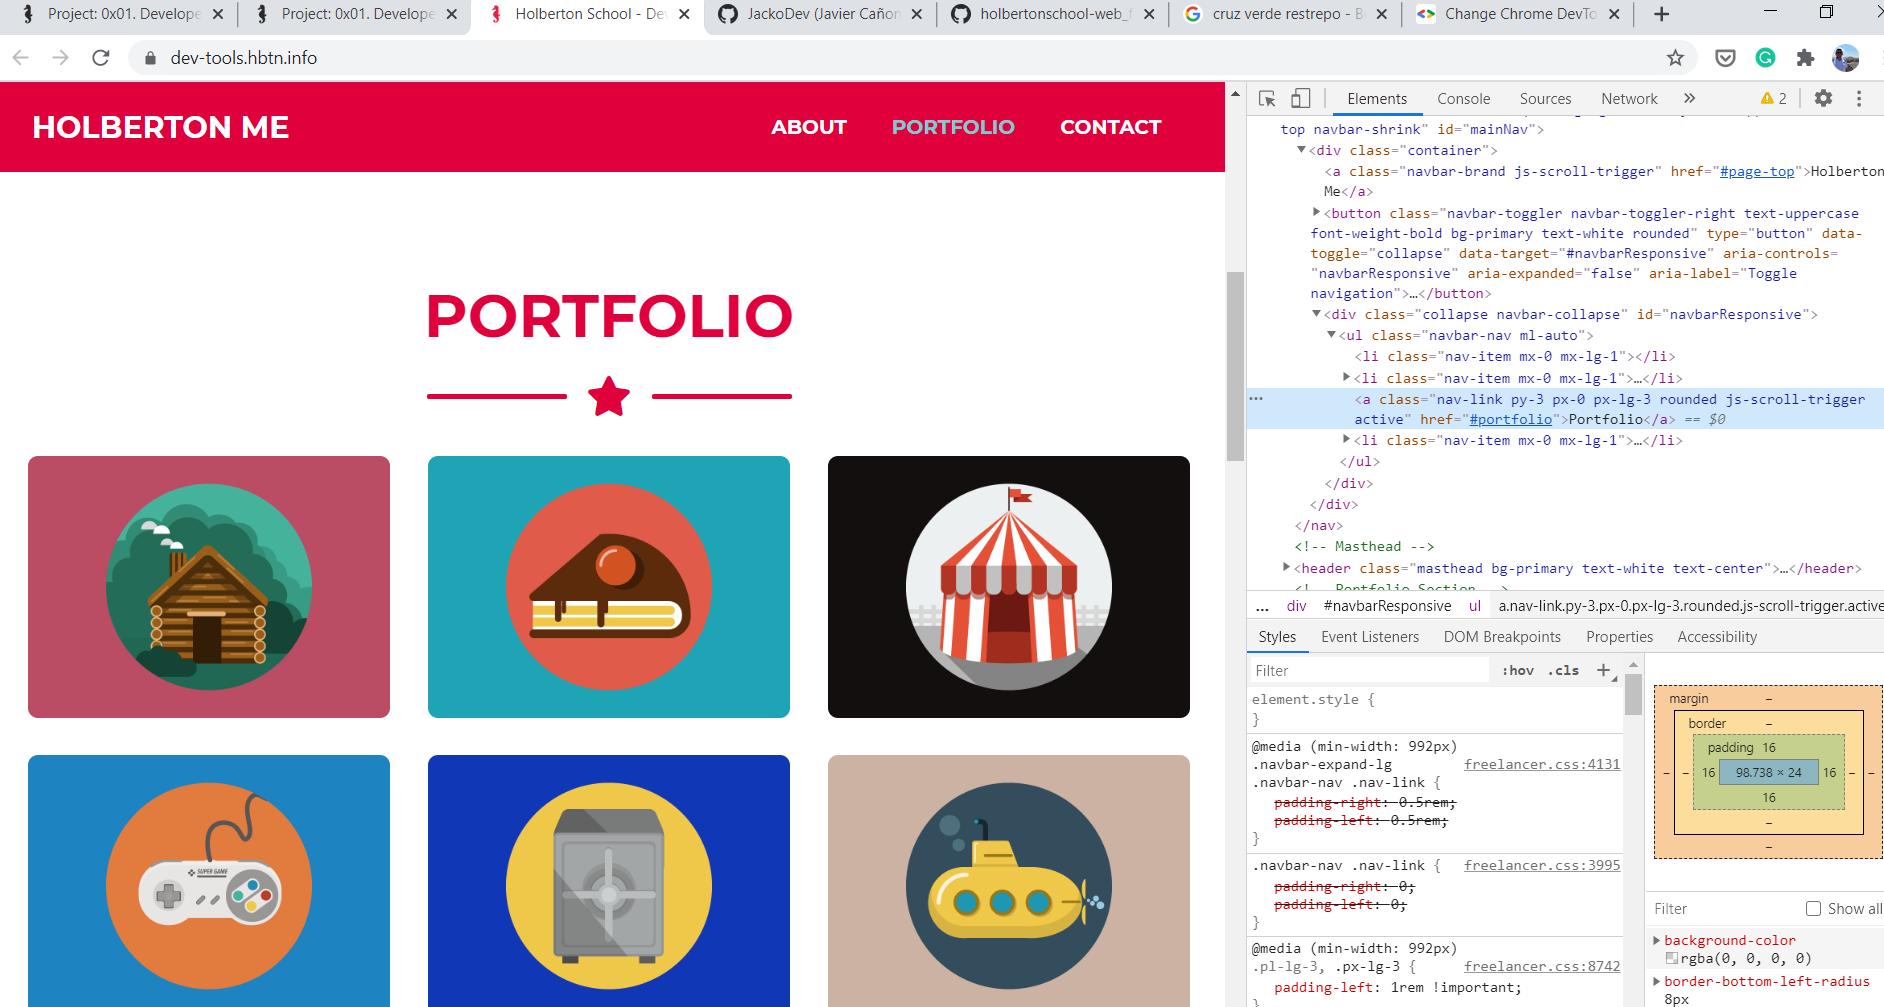 Project: 0x01. Develope
Project: 0x01. Develope
Holberton School - Dev
JackoDev (Javier Cañon
holbertonschool-web_f
cruz verde restrepo - B
Change Chrome DevTo
dev-tools.hbtn.info
HOLBERTON ME
ABOUT
PORTFOLIO
CONTACT
PORTFOLIO
SUPER GAME
Elements
Console
Sources
Network
2
top navbar-shrink" id="mainNav">
<div class="container">
<a class="navbar-brand js-scroll-trigger" href="#page-top">Holberton
Me</a>
<button class="navbar-toggler navbar-toggler-right text-uppercase
font-weight-bold bg-primary text-white rounded" type="button" data-
toggle="collapse" data-target="#navbarResponsive" aria-controls=
"navbarResponsive" aria-expanded="false" aria-label="Toggle
navigation">…</button>
<div class="collapse navbar-collapse" id="navbarResponsive">
<ul class="navbar-nav ml-auto">
<li class="nav-item mx-0 mx-lg-1"></li>
<li class="nav-item mx-0 mx-lg-1">…</li>
<a class="nav-link py-3 px-0 px-lg-3 rounded js-scroll-trigger
active" href="#portfolio">Portfolio</a> == $0
<li class="nav-item mx-0 mx-lg-1">…</li>
</ul>
</div>
</div>
</nav>
<!-- Masthead -->
<header class="masthead bg-primary text-white text-center">…</header>
<!-- Portfolio Section -->
... div #navbarResponsive ul a.nav-link.py-3.px-0.px-lg-3.rounded.js-scroll-trigger.active
Styles
Event Listeners
DOM Breakpoints
Properties
Accessibility
Filter
:hov .cls +
element.style {
}
@media (min-width: 992px)
.navbar-expand-lg freelancer.css:4131
.navbar-nav .nav-link {
padding-right: 0.5rem;
padding-left: 0.5rem;
}
.navbar-nav .nav-link { freelancer.css:3995
padding-right: 0;
padding-left: 0;
}
@media (min-width: 992px)
.pl-lg-3, .px-lg-3 { freelancer.css:8742
padding-left: 1rem !important;
}
margin –
border –
padding 16
– – 16 98.738 × 24 16 – –
16
–
–
Filter
Show all
background-color
rgba(0, 0, 0, 0)
border-bottom-left-radius
8px